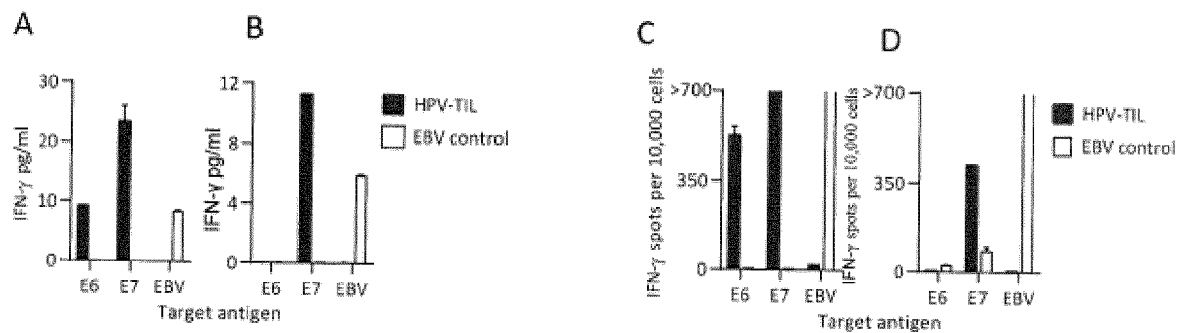 A
B
C
D
IFN-γ pg/ml
30
20
10
0
E6 E7 EBV
IFN-γ pg/ml
12
8
4
0
E6 E7 EBV
Target antigen
HPV-TIL
EBV control
IFN-γ spots per 10,000 cells
>700
350
0
E6 E7 EBV
IFN-γ spots per 10,000 cells
>700
350
0
E6 E7 EBV
Target antigen
HPV-TIL
EBV control